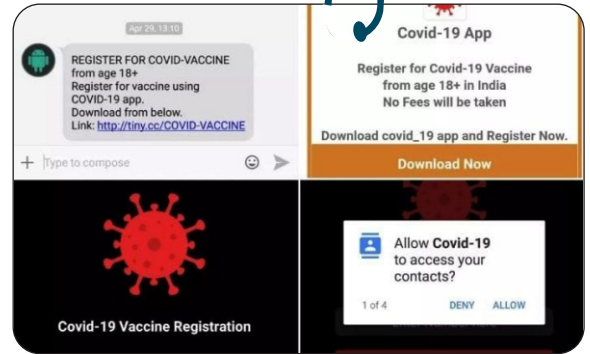 Apr 29, 13:10
REGISTER FOR COVID-VACCINE
from age 18+
Register for vaccine using
COVID-19 app.
Download from below.
Link: http://tiny.cc/COVID-VACCINE
Type to compose
Covid-19 App
Register for Covid-19 Vaccine
from age 18+ in India
No Fees will be taken
Download covid_19 app and Register Now.
Download Now
Covid-19 Vaccine Registration
Allow Covid-19
to access your
contacts?
1 of 4
DENY ALLOW